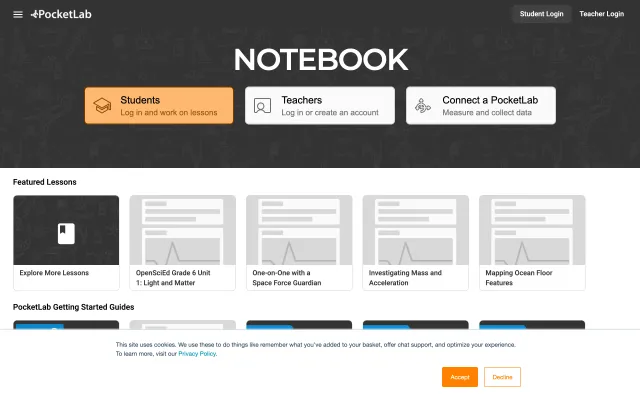 PocketLab
Student Login
Teacher Login
NOTEBOOK
Students
Log in and work on lessons
Teachers
Log in or create an account
Connect a PocketLab
Measure and collect data
Featured Lessons
Explore More Lessons
OpenSciEd Grade 6 Unit
1: Light and Matter
One-on-One with a
Space Force Guardian
Investigating Mass and
Acceleration
Mapping Ocean Floor
Features
PocketLab Getting Started Guides
This site uses cookies. We use these to do things like remember what you've added to your basket, offer chat support, and optimize your experience.
To learn more, visit our Privacy Policy.
Accept
Decline